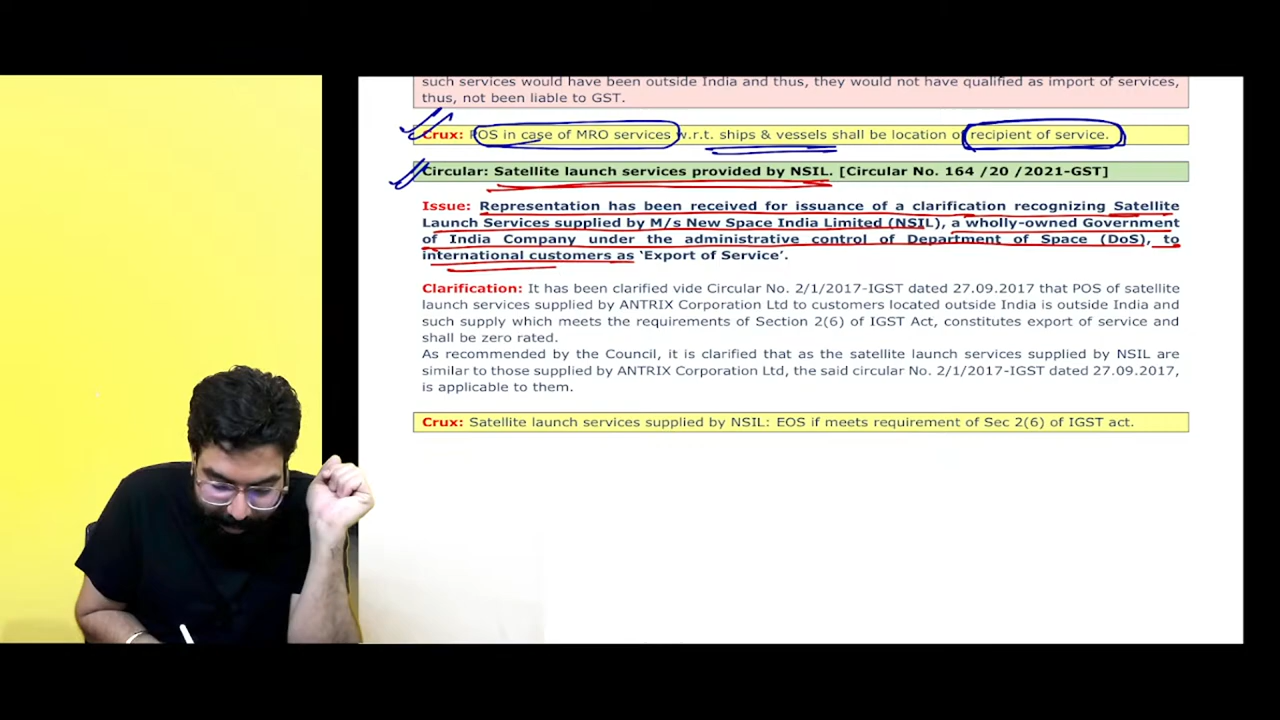 such services would have been outside India and thus, they would not have qualified as import of services,
thus, not been liable to GST.
Crux: POS in case of MRO services w.r.t. ships & vessels shall be location of recipient of service.
Circular: Satellite launch services provided by NSIL. [Circular No. 164 /20 /2021-GST]
Issue: Representation has been received for issuance of a clarification recognizing Satellite
Launch Services supplied by M/s New Space India Limited (NSIL), a wholly-owned Government
of India Company under the administrative control of Department of Space (DoS), to
international customers as ‘Export of Service’.
Clarification: It has been clarified vide Circular No. 2/1/2017-IGST dated 27.09.2017 that POS of satellite
launch services supplied by ANTRIX Corporation Ltd to customers located outside India is outside India and
such supply which meets the requirements of Section 2(6) of IGST Act, constitutes export of service and
shall be zero rated.
As recommended by the Council, it is clarified that as the satellite launch services supplied by NSIL are
similar to those supplied by ANTRIX Corporation Ltd, the said circular No. 2/1/2017-IGST dated 27.09.2017,
is applicable to them.
Crux: Satellite launch services supplied by NSIL: EOS if meets requirement of Sec 2(6) of IGST act.